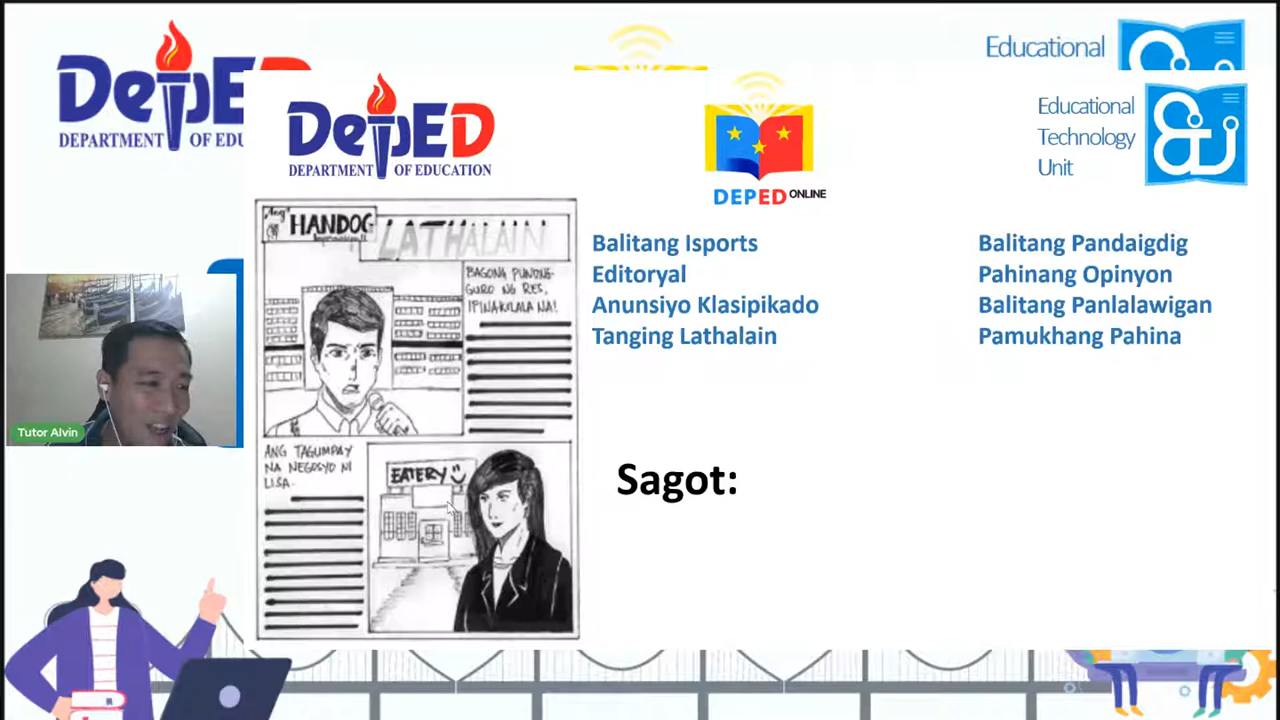 DepED
DEPARTMENT OF EDU
Educational
DepED
DEPARTMENT OF EDUCATION
DEPED ONLINE
Educational
Technology
Unit
Ang
HANDOG
LATHALAIN
BAGONG PUNONG-
GURO NG RES,
IPINAKILALA NA!
ANG TAGUMPAY
NA NEGOSYO NI
LISA.
EATERY
Balitang Isports
Editoryal
Anunsiyo Klasipikado
Tanging Lathalain
Balitang Pandaigdig
Pahinang Opinyon
Balitang Panlalawigan
Pamukhang Pahina
Sagot:
Tutor Alvin